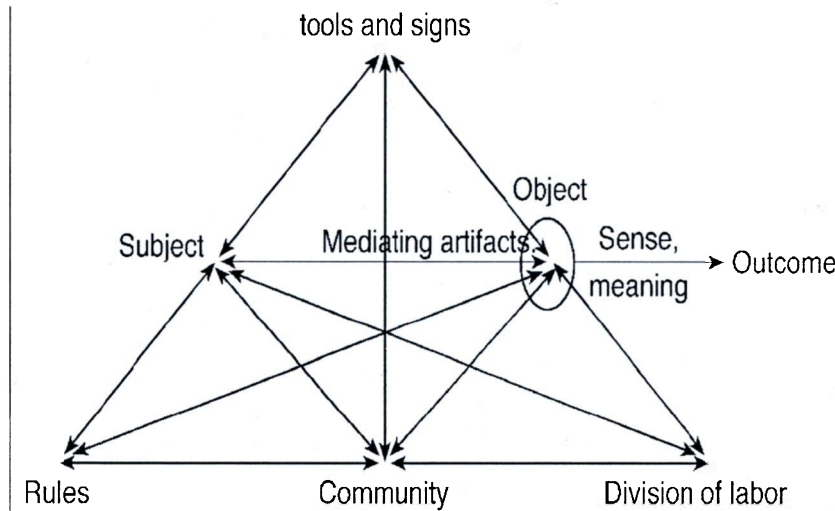 tools and signs
Object
Subject
Mediating artifacts,
Sense,
meaning
Outcome
Rules
Community
Division of labor